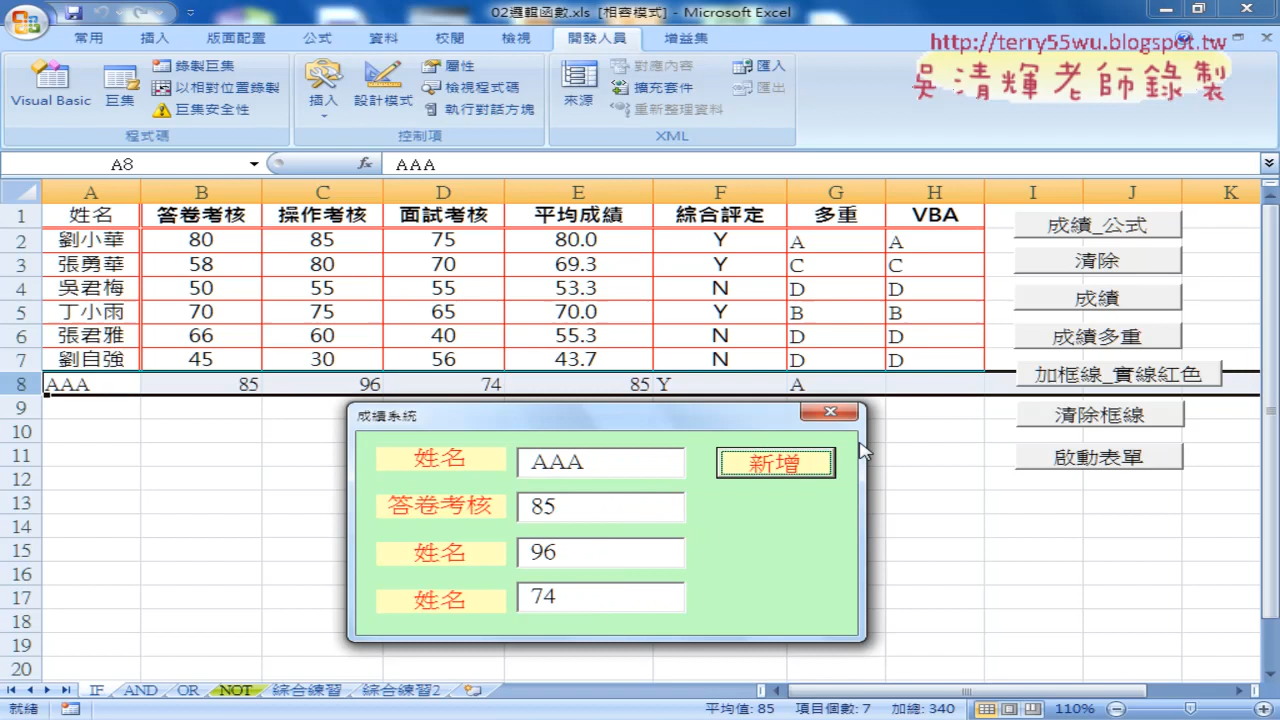 02邏輯函數.xls [相容模式] - Microsoft Excel
常用 插入 版面配置 公式 資料 校閱 檢視 開發人員 增益集
http://terry55wu.blogspot.tw
吳清輝老師錄製
Visual Basic
巨集
錄製巨集
以相對位置錄製
巨集安全性
程式碼
插入
設計模式
屬性
檢視程式碼
執行對話方塊
控制項
來源
對應內容
擴充套件
重新整理資料
匯入
匯出
XML
A8 fx AAA
A B C D E F G H I J K
1 姓名 答卷考核 操作考核 面試考核 平均成績 綜合評定 多重 VBA
2 劉小華 80 85 75 80.0 Y A A
3 張勇華 58 80 70 69.3 Y C C
4 吳君梅 50 55 55 53.3 N D D
5 丁小雨 70 75 65 70.0 Y B B
6 張君雅 66 60 40 55.3 N D D
7 劉自強 45 30 56 43.7 N D D
8 AAA 85 96 74 85 Y A
9
10
11
12
13
14
15
16
17
18
19
20
成績_公式
清除
成績
成績多重
加框線_實線紅色
清除框線
啟動表單
成績系統
姓名 AAA 新增
答卷考核 85
姓名 96
姓名 74
IF AND OR NOT 綜合練習 綜合練習2
就緒 平均值: 85 項目個數: 7 加總: 340 110%